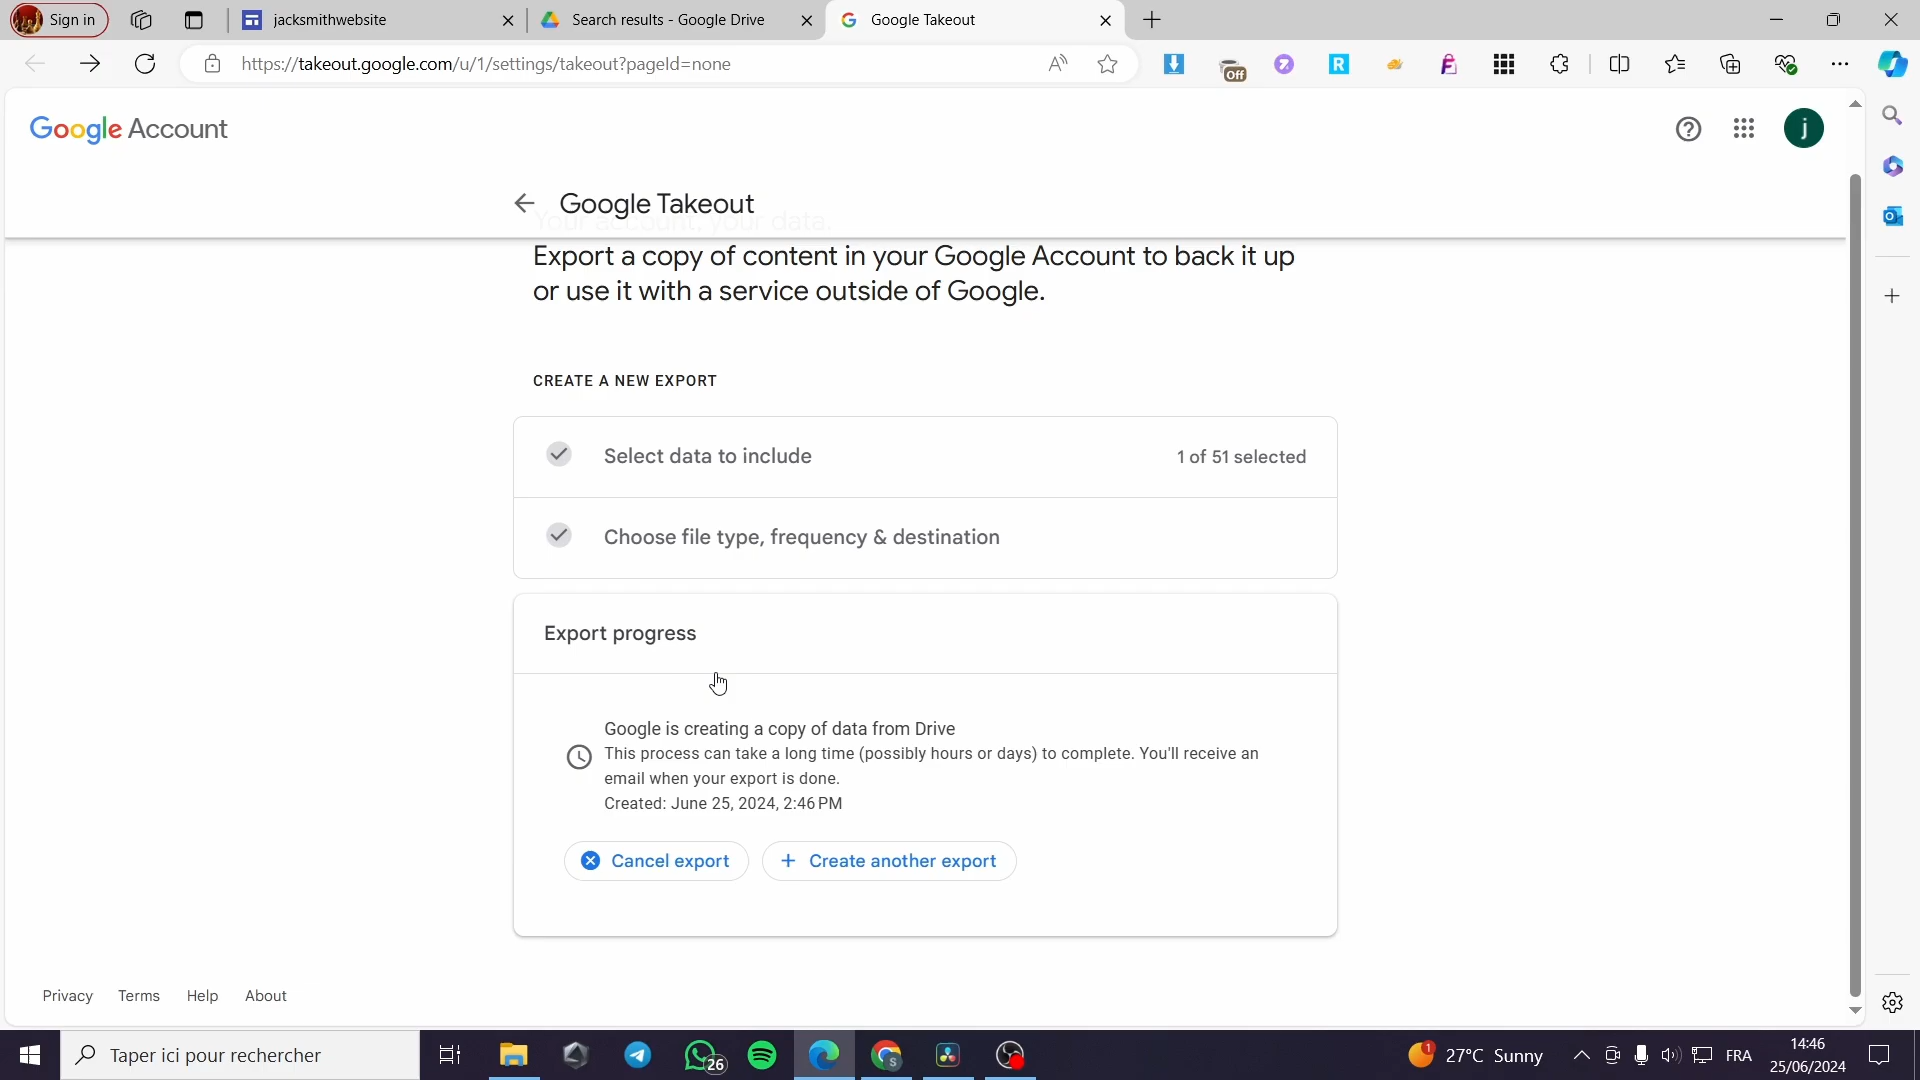 Sign in
jacksmithwebsite
Search results - Google Drive
Google Takeout
https://takeout.google.com/u/1/settings/takeout?pageId=none
Off
Google Account
j
Google Takeout
Your account, your data.
Export a copy of content in your Google Account to back it up
or use it with a service outside of Google.
CREATE A NEW EXPORT
Select data to include
1 of 51 selected
Choose file type, frequency & destination
Export progress
Google is creating a copy of data from Drive
This process can take a long time (possibly hours or days) to complete. You'll receive an
email when your export is done.
Created: June 25, 2024, 2:46 PM
Cancel export
+ Create another export
Privacy
Terms
Help
About
Taper ici pour rechercher
26
S
1
27°C Sunny
FRA
14:46
25/06/2024